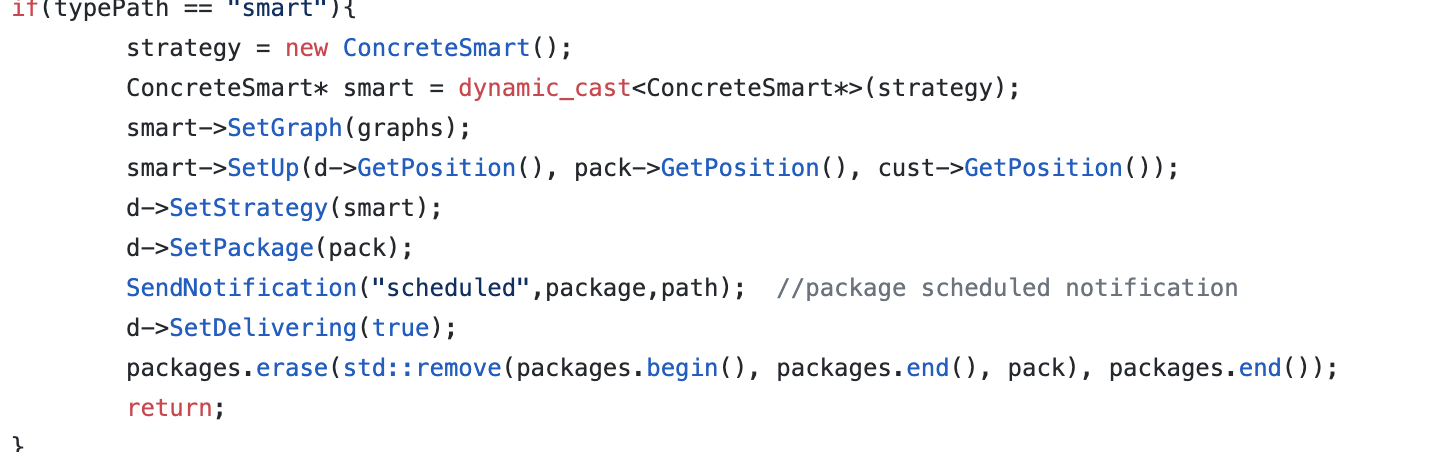 if(typePath == "smart"){
strategy = new ConcreteSmart();
ConcreteSmart* smart = dynamic_cast<ConcreteSmart*>(strategy);
smart->SetGraph(graphs);
smart->SetUp(d->GetPosition(), pack->GetPosition(), cust->GetPosition());
d->SetStrategy(smart);
d->SetPackage(pack);
SendNotification("scheduled",package,path);  //package scheduled notification
d->SetDelivering(true);
packages.erase(std::remove(packages.begin(), packages.end(), pack), packages.end());
return;
}